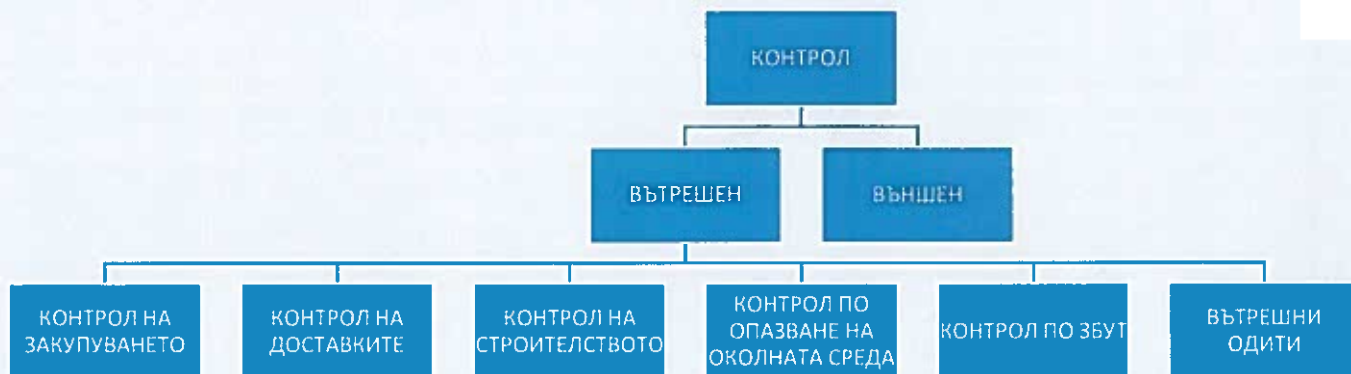 КОНТРОЛ
ВЪТРЕШЕН
ВЪНШЕН
КОНТРОЛ НА
ЗАКУПУВАНЕТО
КОНТРОЛ НА
ДОСТАВКИТЕ
КОНТРОЛ НА
СТРОИТЕЛСТВОТО
КОНТРОЛ ПО
ОПАЗВАНЕ НА
ОКОЛНАТА СРЕДА
КОНТРОЛ ПО ЗБУТ
ВЪТРЕШНИ
ОДИТИ